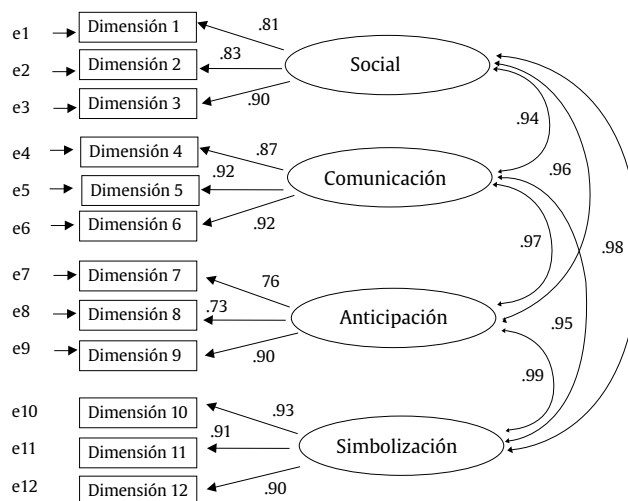 e1 Dimensión 1 .81
e2 Dimensión 2 .83 Social
e3 Dimensión 3 .90
.94
e4 Dimensión 4 .87
.96
e5 Dimensión 5 .92 Comunicación
e6 Dimensión 6 .92
.97
.98
e7 Dimensión 7 76
e8 Dimensión 8 .73 Anticipación
.95
e9 Dimensión 9 .90
.99
e10 Dimensión 10 .93
e11 Dimensión 11 .91 Simbolización
e12 Dimensión 12 .90